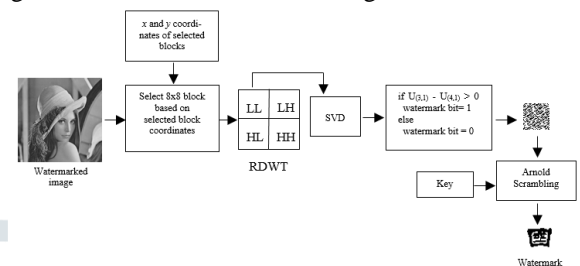 x and y coordi-
nates of selected
blocks
Select 8x8 block
based on
selected block
coordinates
Watermarked
image
LL LH
HL HH
RDWT
SVD
if U(3,1) - U(4,1) > 0
watermark bit= 1
else
watermark bit = 0
Key
Arnold
Scrambling
Watermark